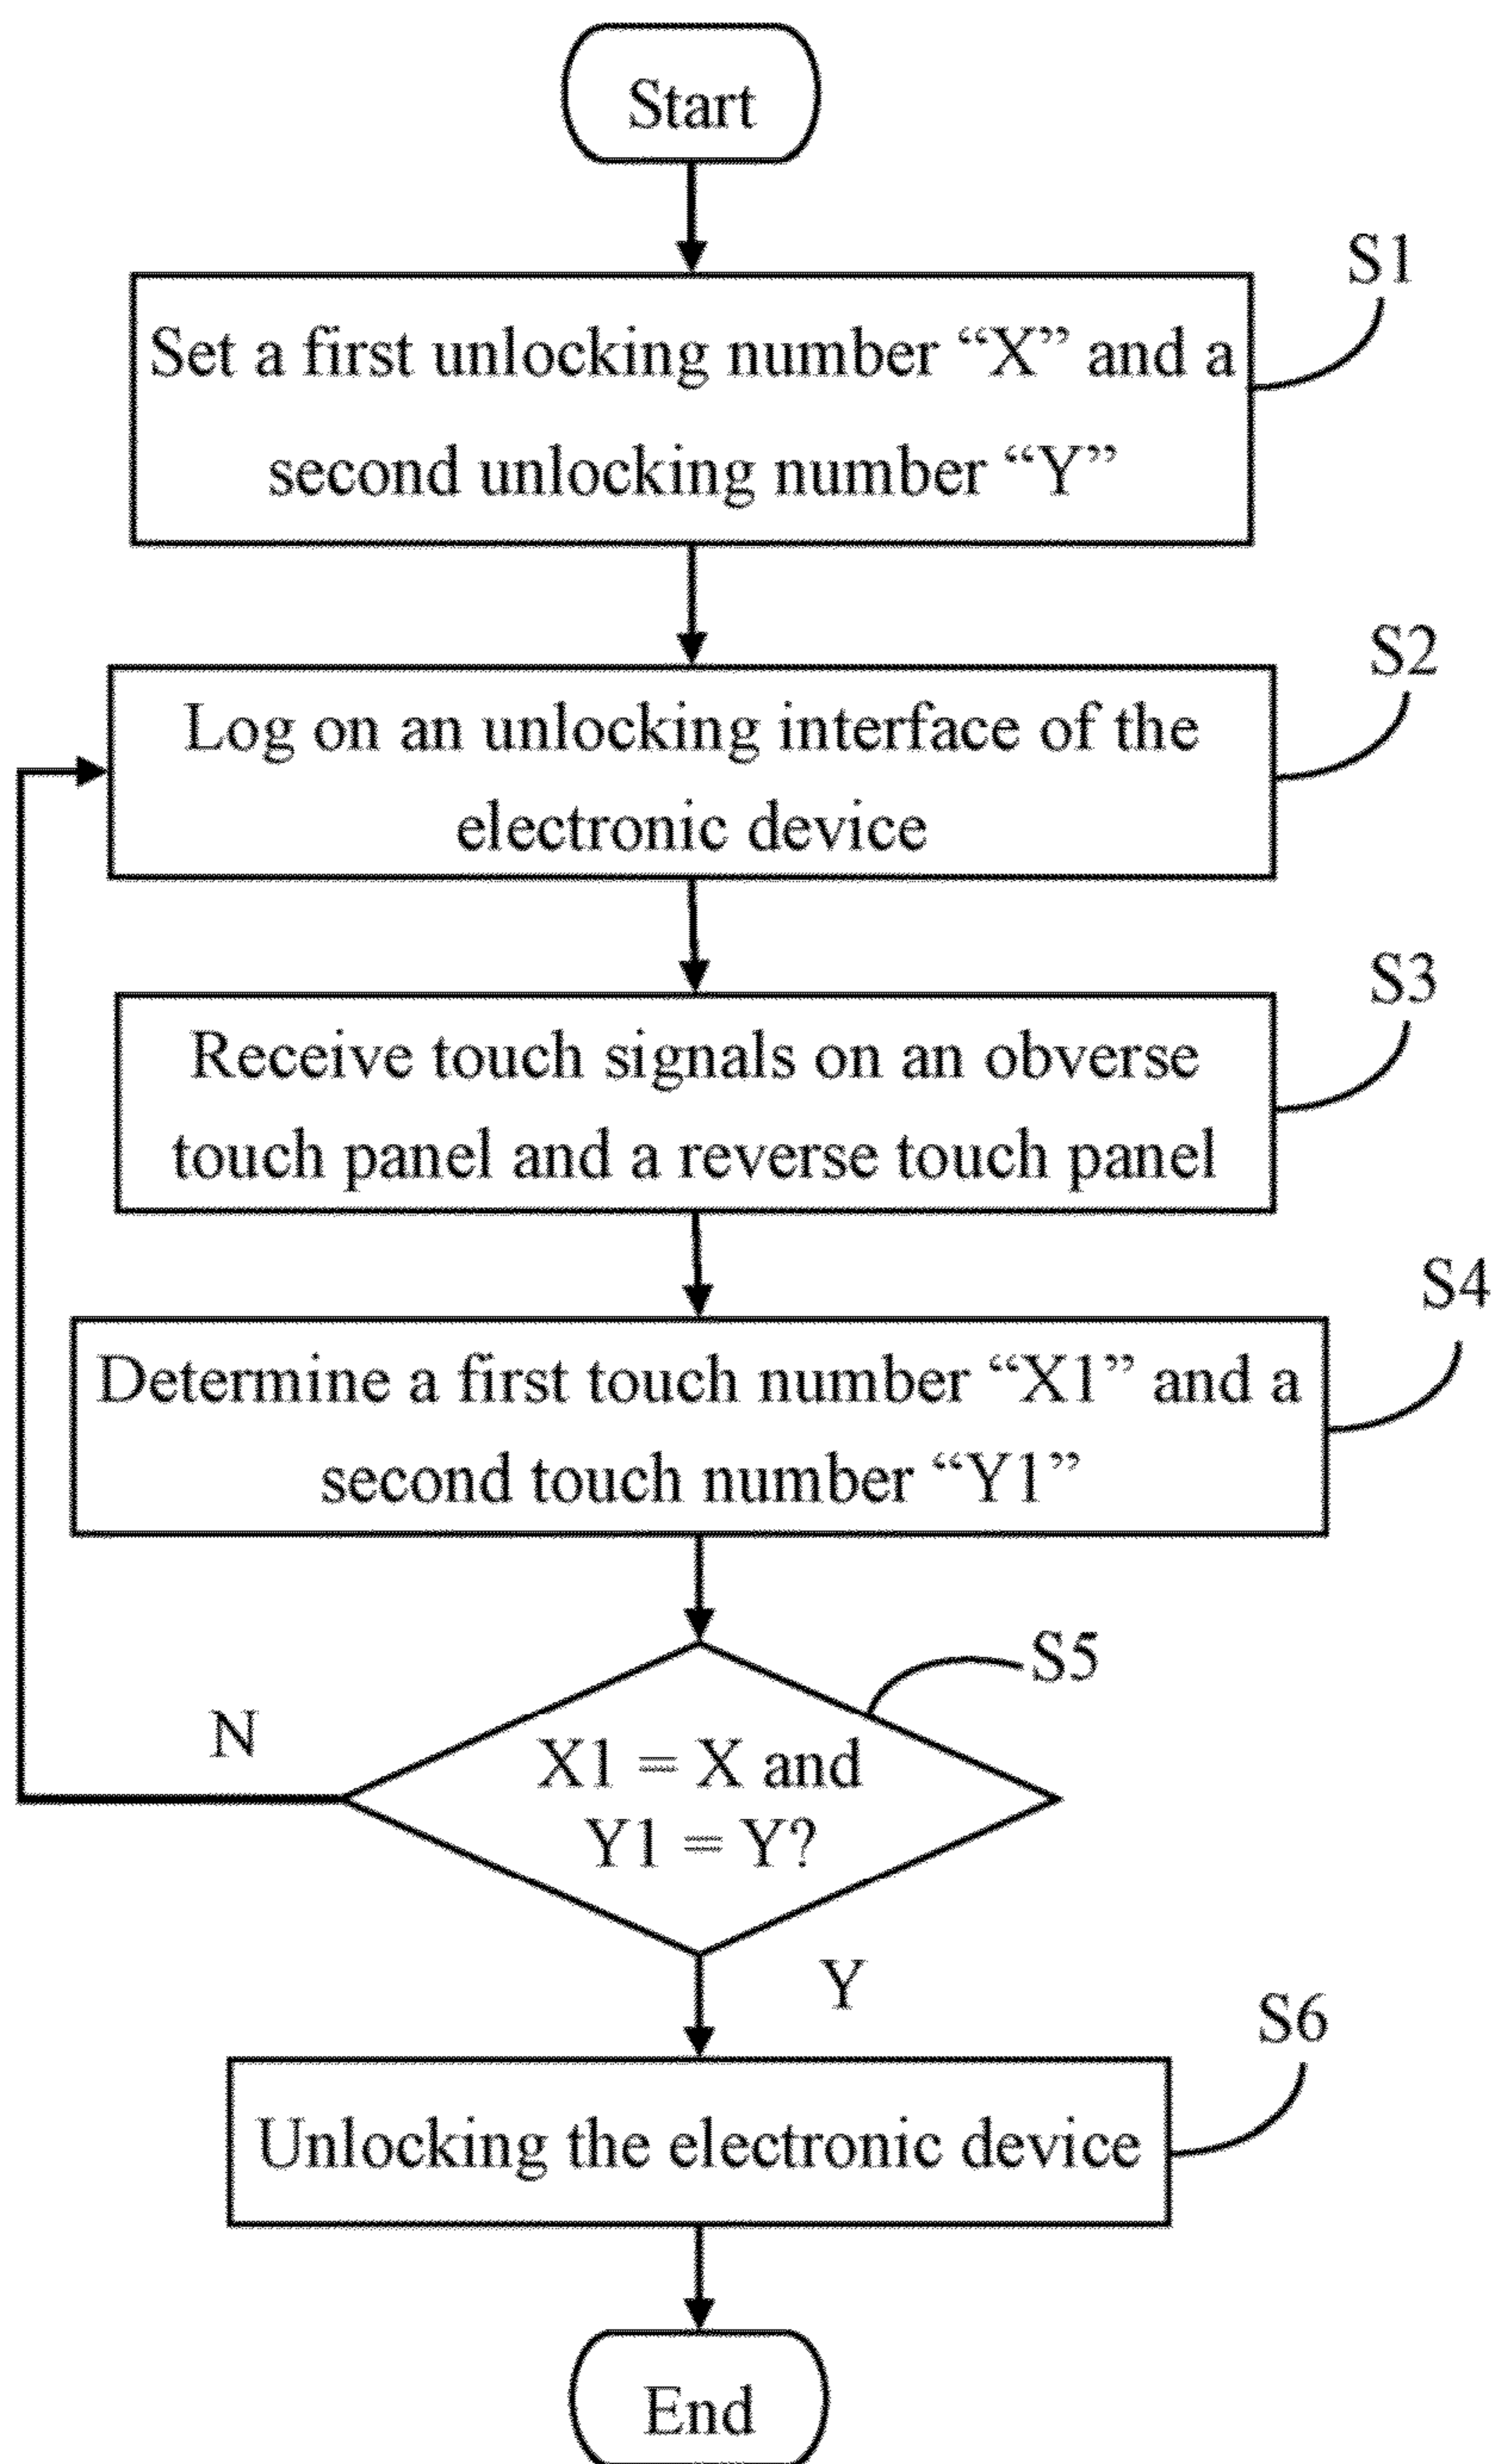 Start
S1
Set a first unlocking number “X” and a
second unlocking number “Y”
S2
Log on an unlocking interface of the
electronic device
S3
Receive touch signals on an obverse
touch panel and a reverse touch panel
S4
Determine a first touch number “X1” and a
second touch number “Y1”
S5
N
X1 = X and
Y1 = Y?
Y
S6
Unlocking the electronic device
End